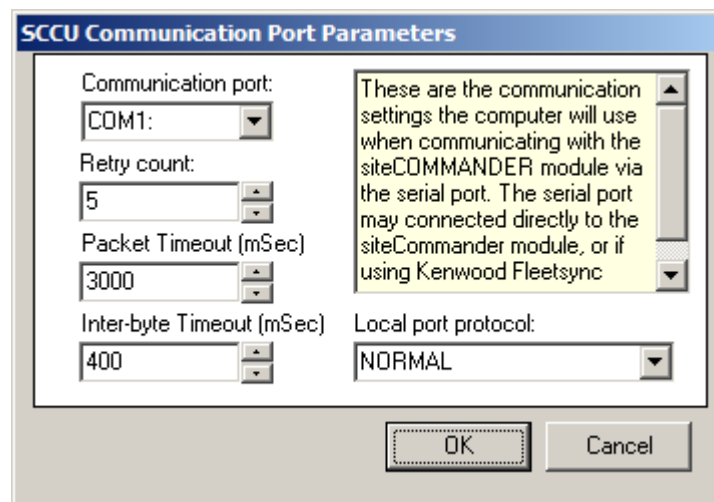 SCCU Communication Port Parameters
Communication port:
COM1:
Retry count:
5
Packet Timeout (mSec)
3000
Inter-byte Timeout (mSec)
400
These are the communication
settings the computer will use
when communicating with the
siteCOMMANDER module via
the serial port. The serial port
may connected directly to the
siteCommander module, or if
using Kenwood Fleetsync
Local port protocol:
NORMAL
OK
Cancel